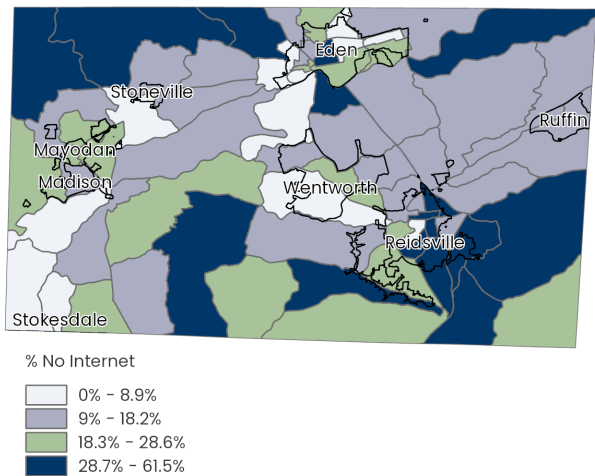 Eden
Stoneville
Ruffin
Mayodan
Madison
Wentworth
Reidsville
Stokesdale
% No Internet
0% - 8.9%
9% - 18.2%
18.3% - 28.6%
28.7% - 61.5%